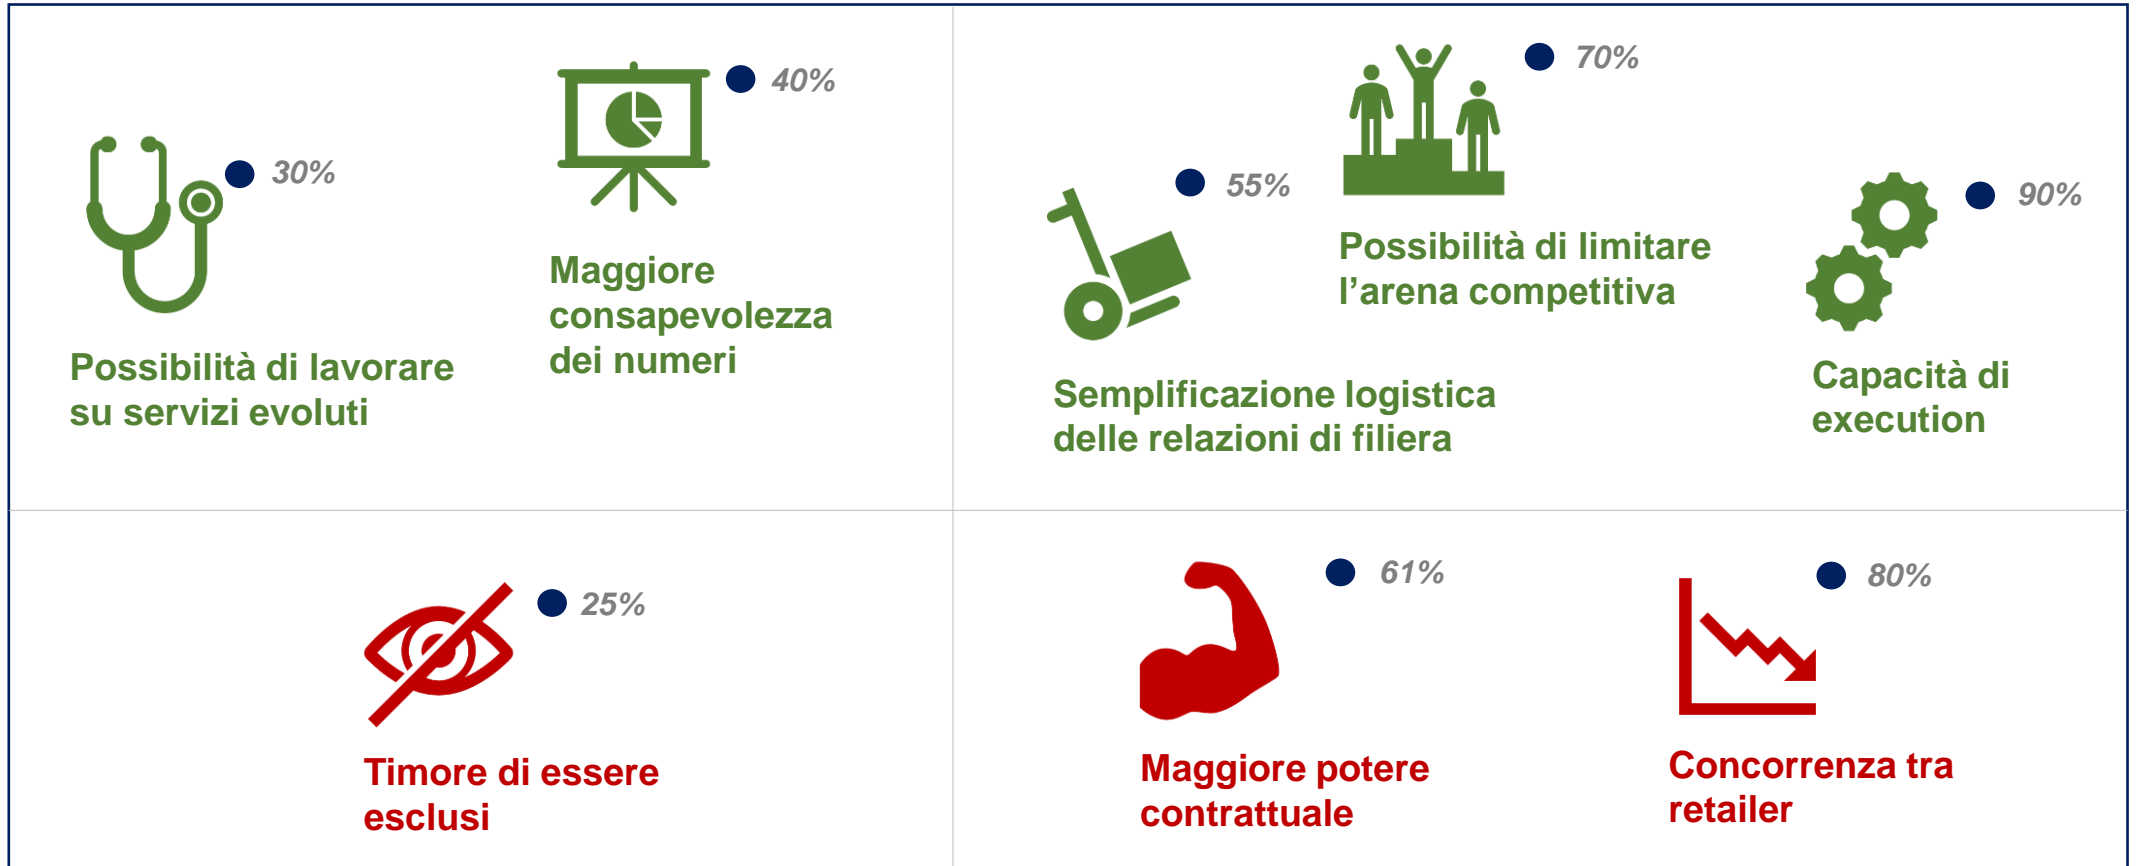 30%
Possibilità di lavorare
su servizi evoluti
40%
Maggiore
consapevolezza
dei numeri
55%
Semplificazione logistica
delle relazioni di filiera
70%
Possibilità di limitare
l’arena competitiva
90%
Capacità di
execution
25%
Timore di essere
esclusi
61%
Maggiore potere
contrattuale
80%
Concorrenza tra
retailer